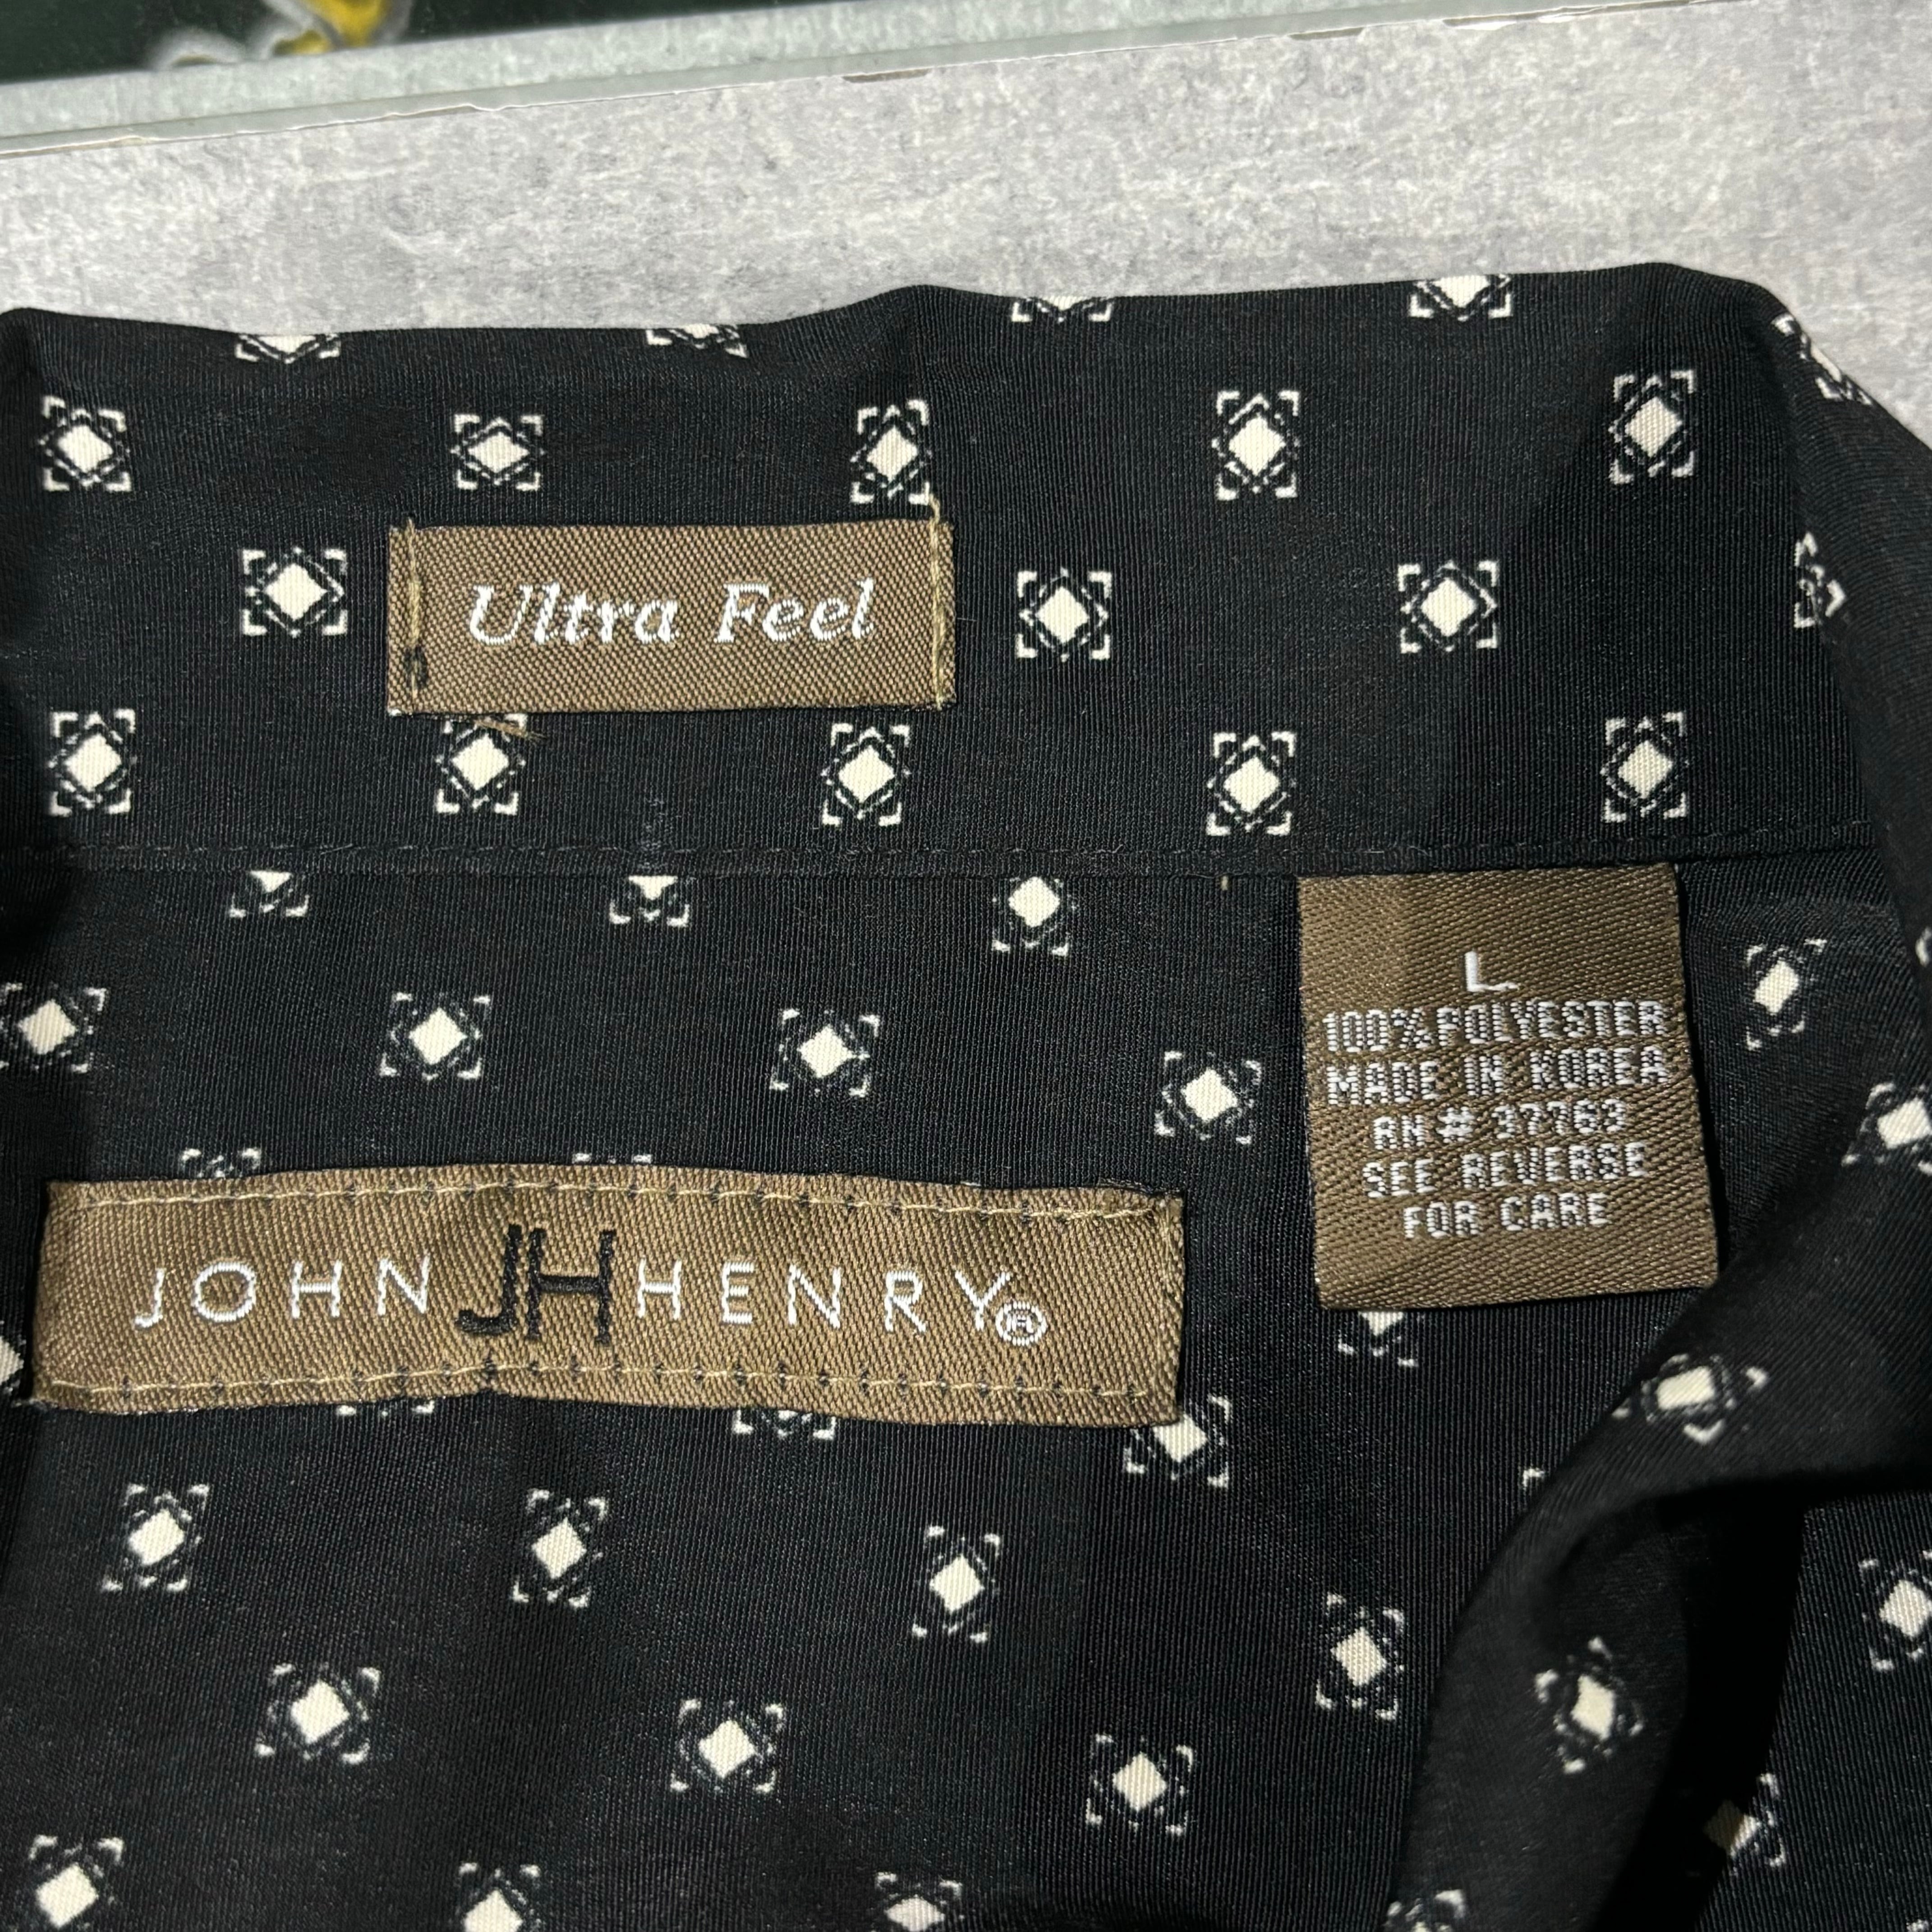 Ultra Feel
L
100% POLYESTER
MADE IN KOREA
RN # 37763
SEE REVERSE
FOR CARE
JOHN JH HENRY®